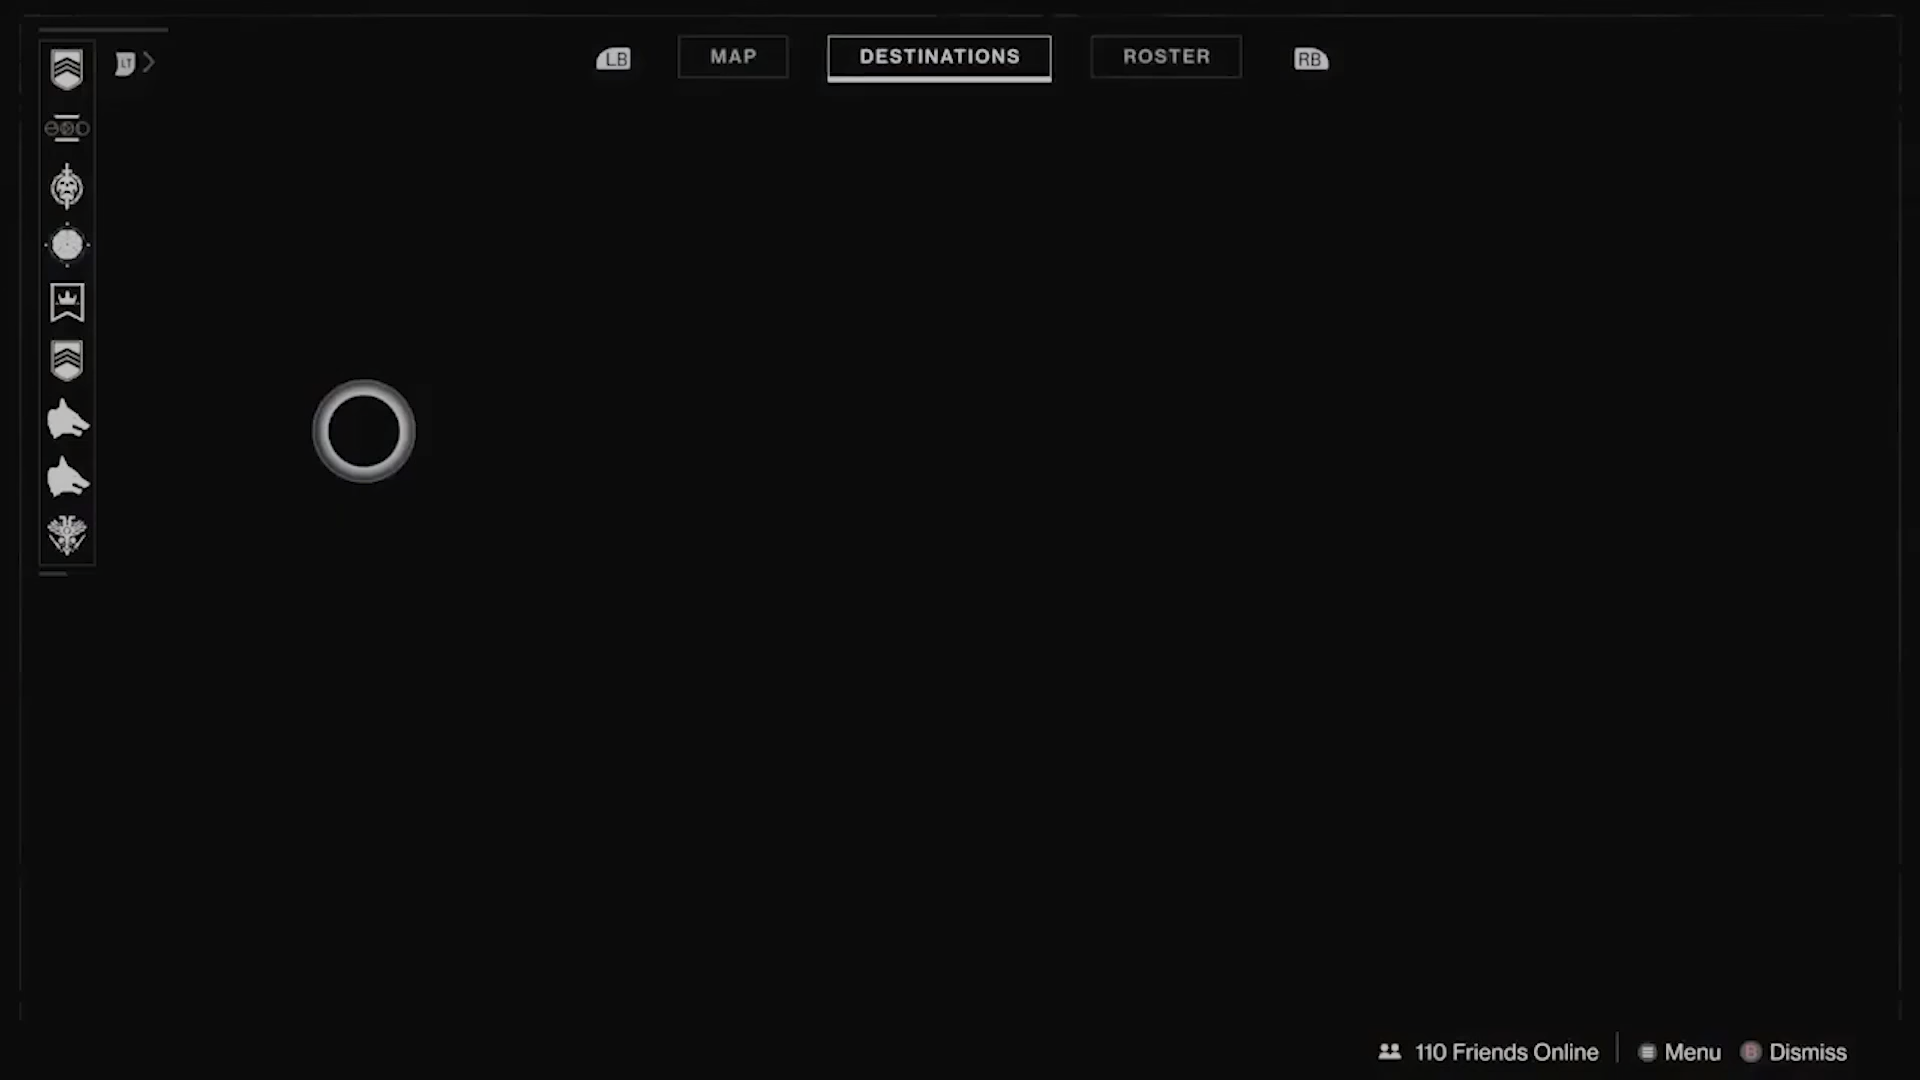 LT
LB
MAP
DESTINATIONS
ROSTER
RB
110 Friends Online
Menu
B
Dismiss